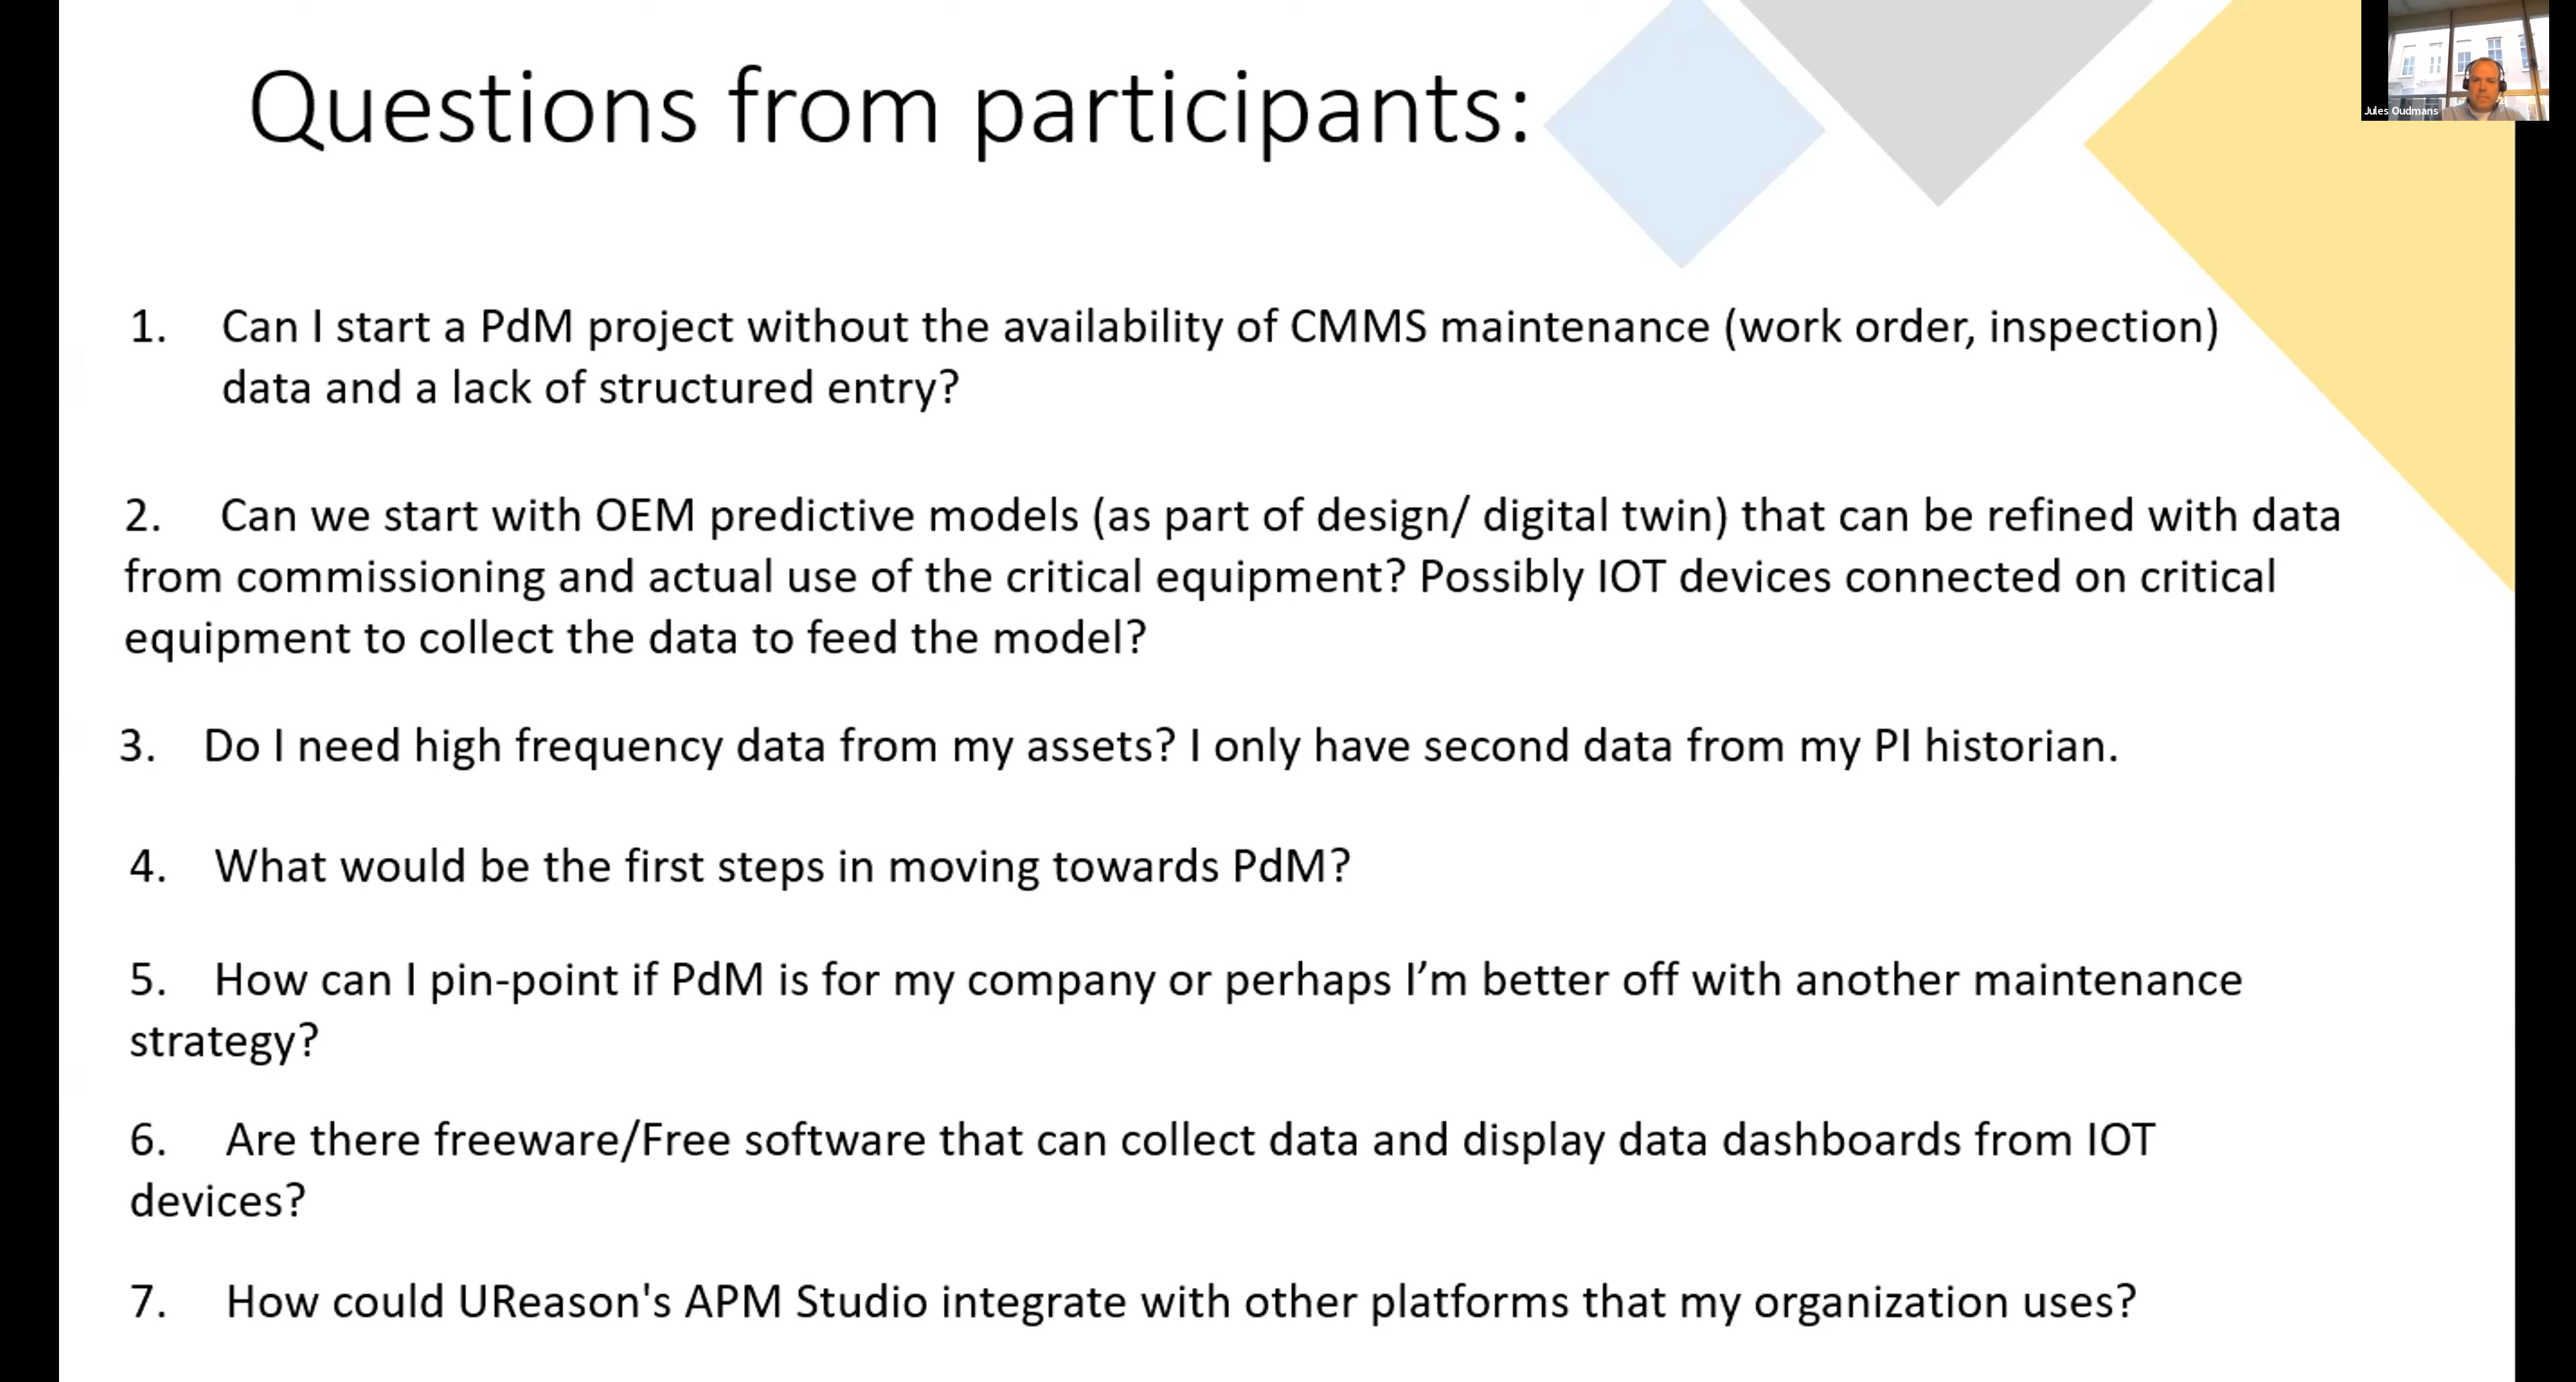 Questions from participants:
Jules Oudmans
1. Can I start a PdM project without the availability of CMMS maintenance (work order, inspection)
data and a lack of structured entry?
2. Can we start with OEM predictive models (as part of design/ digital twin) that can be refined with data
from commissioning and actual use of the critical equipment? Possibly IOT devices connected on critical
equipment to collect the data to feed the model?
3. Do I need high frequency data from my assets? I only have second data from my PI historian.
4. What would be the first steps in moving towards PdM?
5. How can I pin-point if PdM is for my company or perhaps I’m better off with another maintenance
strategy?
6. Are there freeware/Free software that can collect data and display data dashboards from IOT
devices?
7. How could UReason's APM Studio integrate with other platforms that my organization uses?